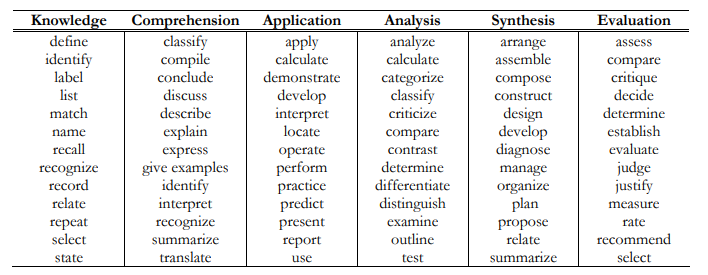 Knowledge Comprehension Application Analysis Synthesis Evaluation
define classify apply analyze arrange assess
identify compile calculate calculate assemble compare
label conclude demonstrate categorize compose critique
list discuss develop classify construct decide
match describe interpret criticize design determine
name explain locate compare develop establish
recall express operate contrast diagnose evaluate
recognize give examples perform determine manage judge
record identify practice differentiate organize justify
relate interpret predict distinguish plan measure
repeat recognize present examine propose rate
select summarize report outline relate recommend
state translate use test summarize select